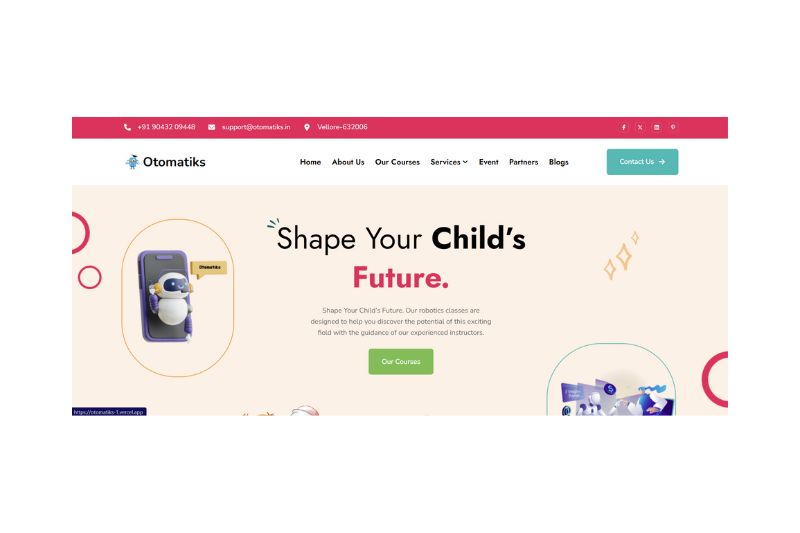 +91 90432 09448 support@otomatiks.in Vellore-632006
Otomatiks Home About Us Our Courses Services Event Partners Blogs Contact Us
Shape Your Child's
Future.
Otomatiks
Shape Your Child's Future. Our robotics classes are
designed to help you discover the potential of this exciting
field with the guidance of our experienced instructors.
Our Courses
https://otomatiks-1.vercel.app